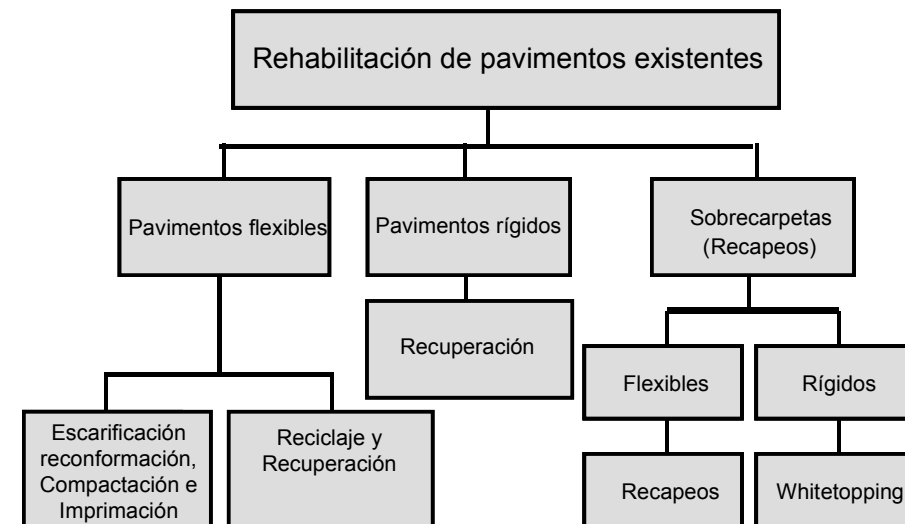 Rehabilitación de pavimentos existentes
Pavimentos flexibles
Pavimentos rígidos
Sobrecarpetas
(Recapeos)
Recuperación
Flexibles
Rígidos
Escarificación
reconformación,
Compactación e
Imprimación
Reciclaje y
Recuperación
Recapeos
Whitetopping